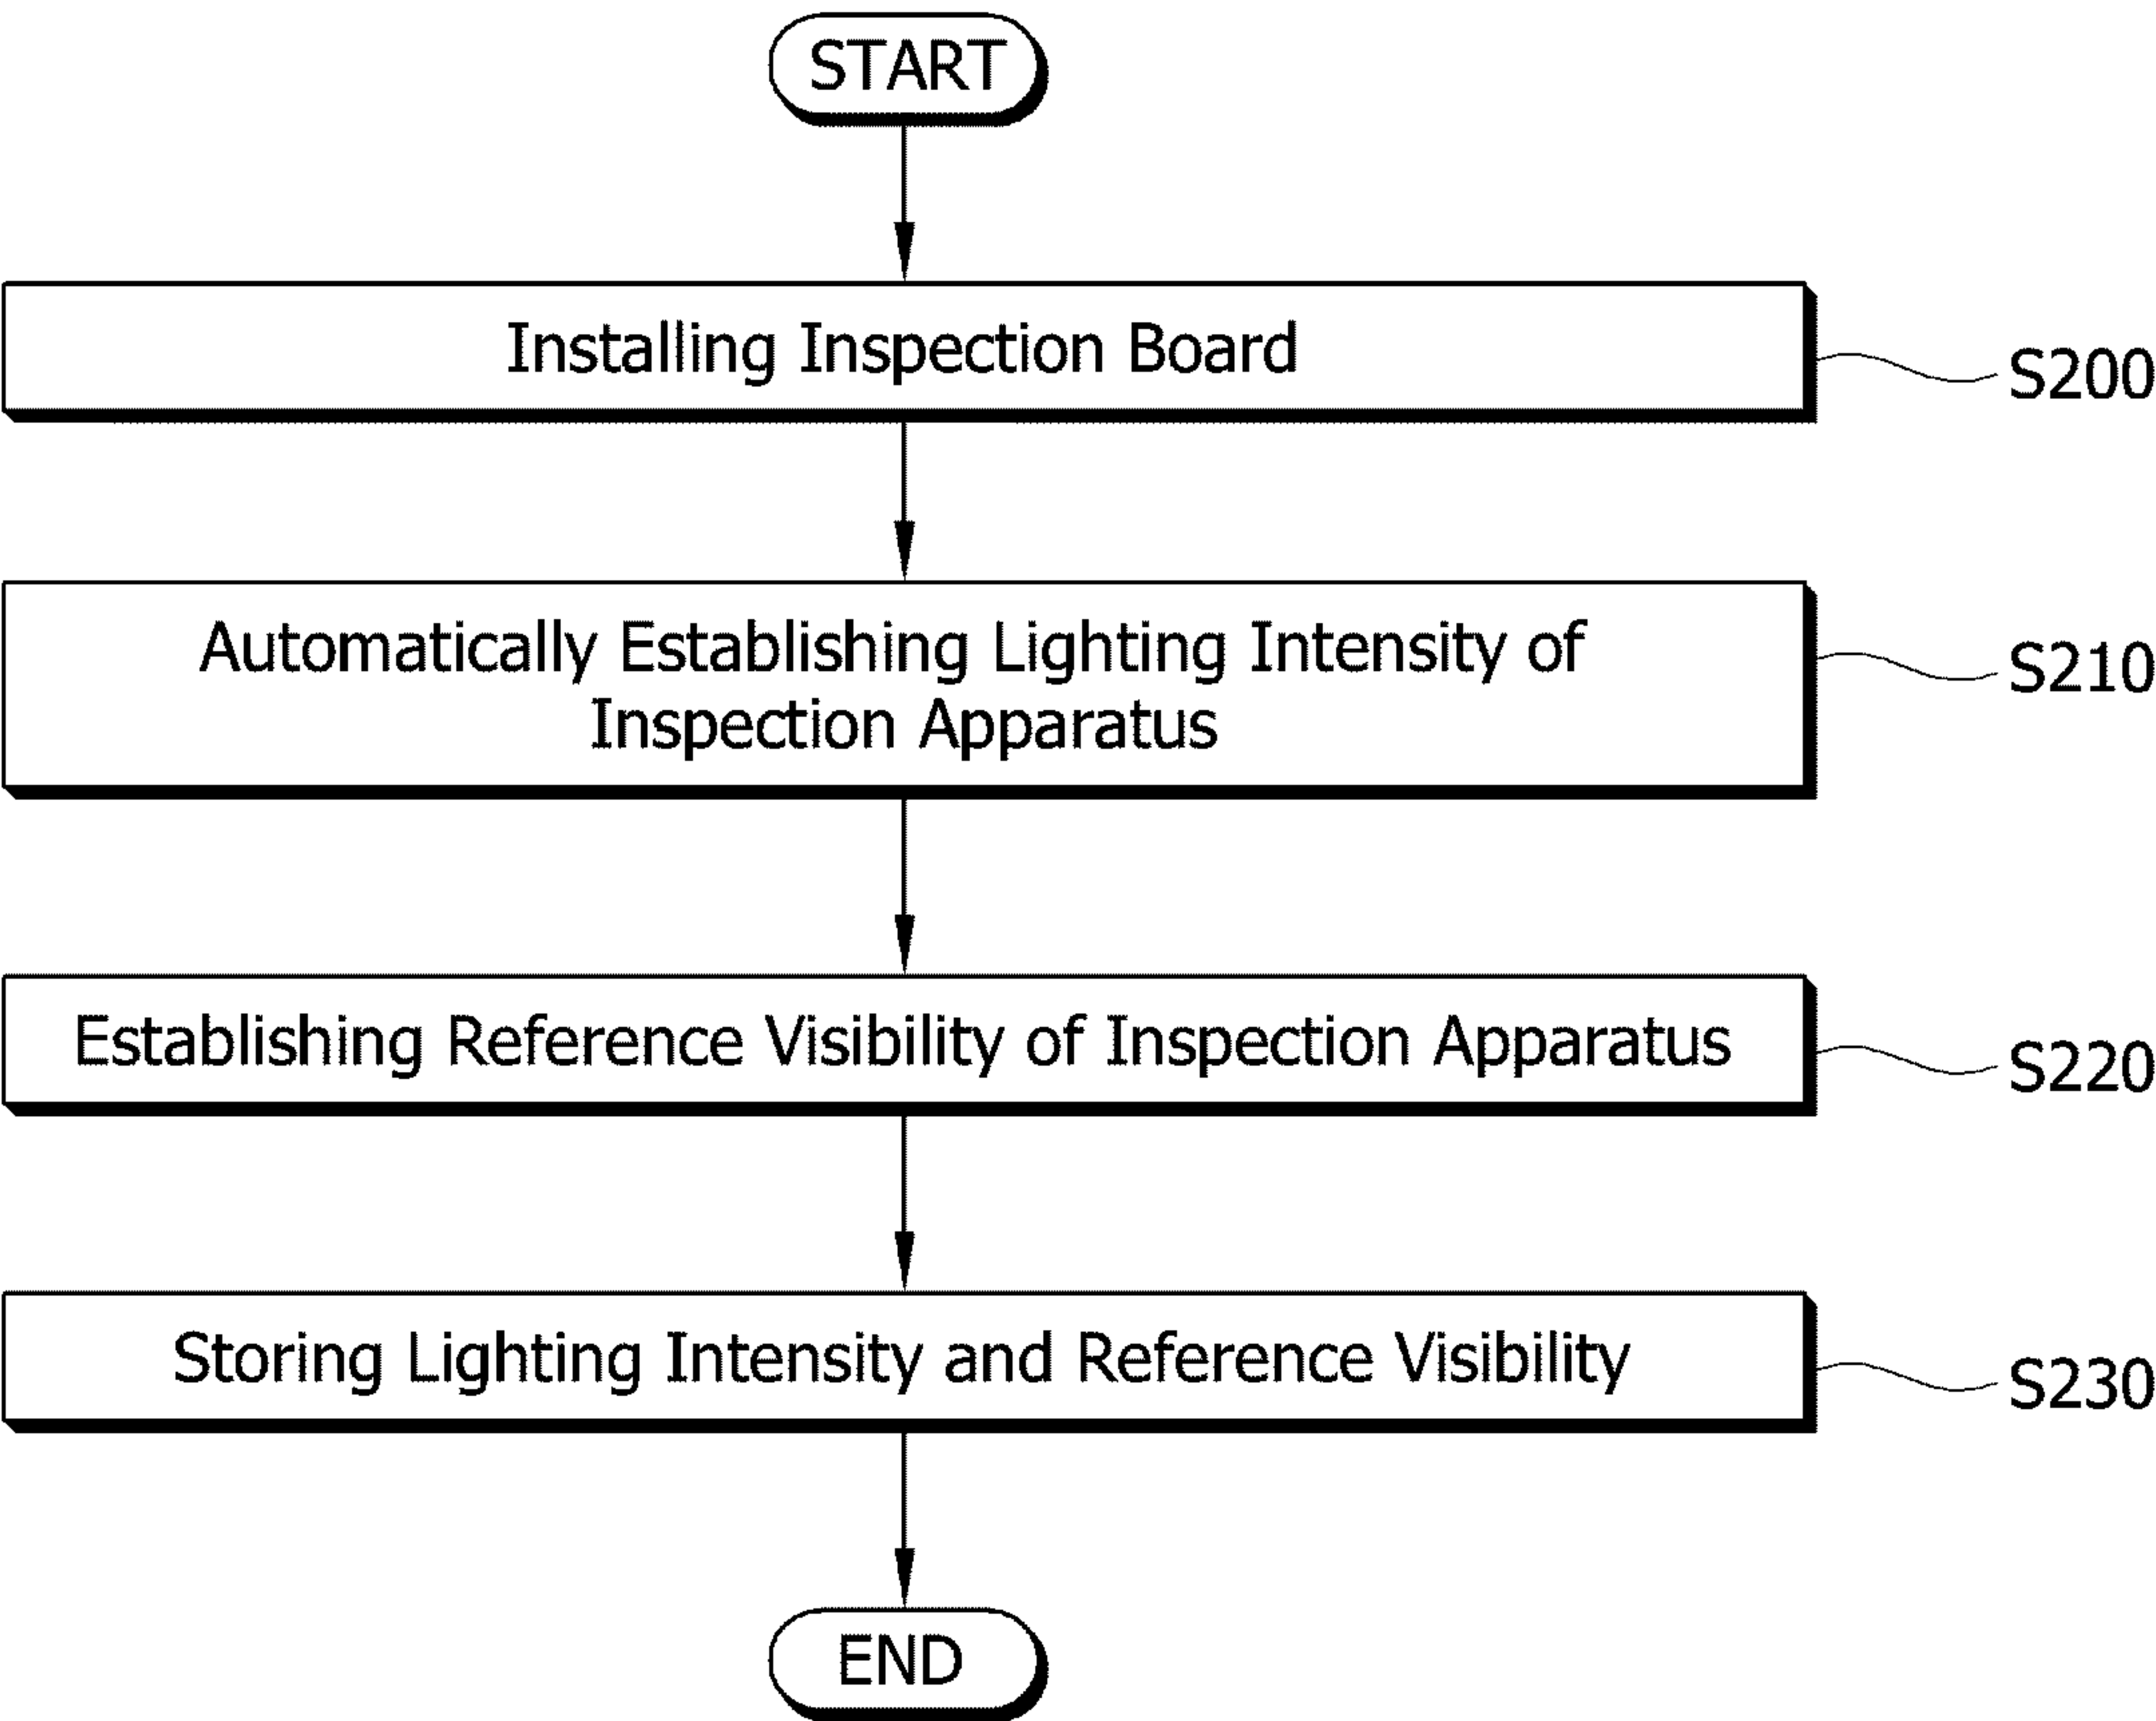 START
Installing Inspection Board
S200
Automatically Establishing Lighting Intensity of
Inspection Apparatus
S210
Establishing Reference Visibility of Inspection Apparatus
S220
Storing Lighting Intensity and Reference Visibility
S230
END